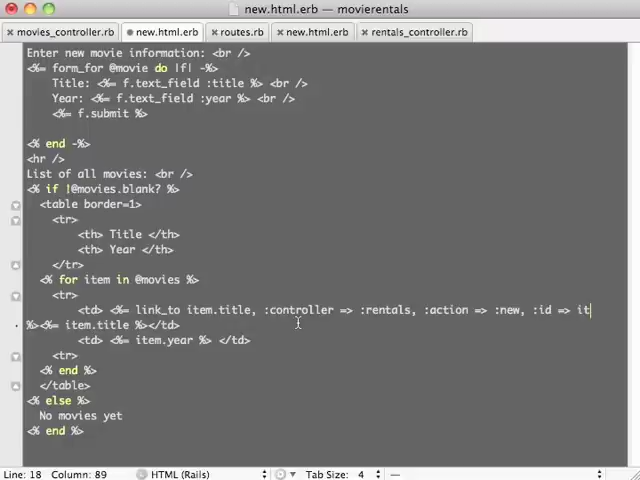 new.html.erb — movierentals
movies_controller.rb new.html.erb routes.rb new.html.erb rentals_controller.rb
Enter new movie information: <br />
<%= form_for @movie do |f| -%>
Title: <%= f.text_field :title %> <br />
Year: <%= f.text_field :year %> <br />
<%= f.submit %>
<% end -%>
<hr />
List of all movies: <br />
<% if !@movies.blank? %>
<table border=1>
<tr>
<th> Title </th>
<th> Year </th>
</tr>
<% for item in @movies %>
<tr>
<td> <%= link_to item.title, :controller => :rentals, :action => :new, :id => it
%><%= item.title %></td>
<td> <%= item.year %> </td>
<tr>
<% end %>
</table>
<% else %>
No movies yet
<% end %>
Line: 18 Column: 89 HTML (Rails) Tab Size: 4 —